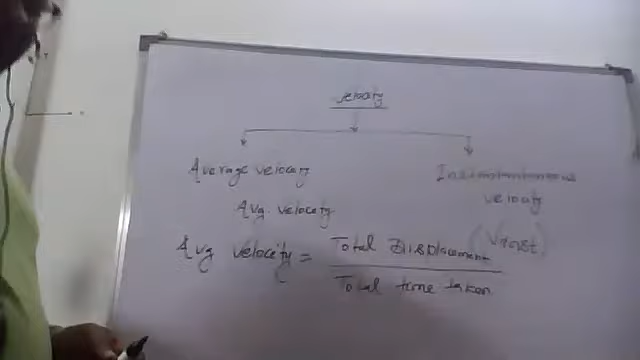 velocity
Average velocity
Instantaneous
velocity
Avg. velocity
(Vinst)
Avg velocity = Total Displacement
Total time taken